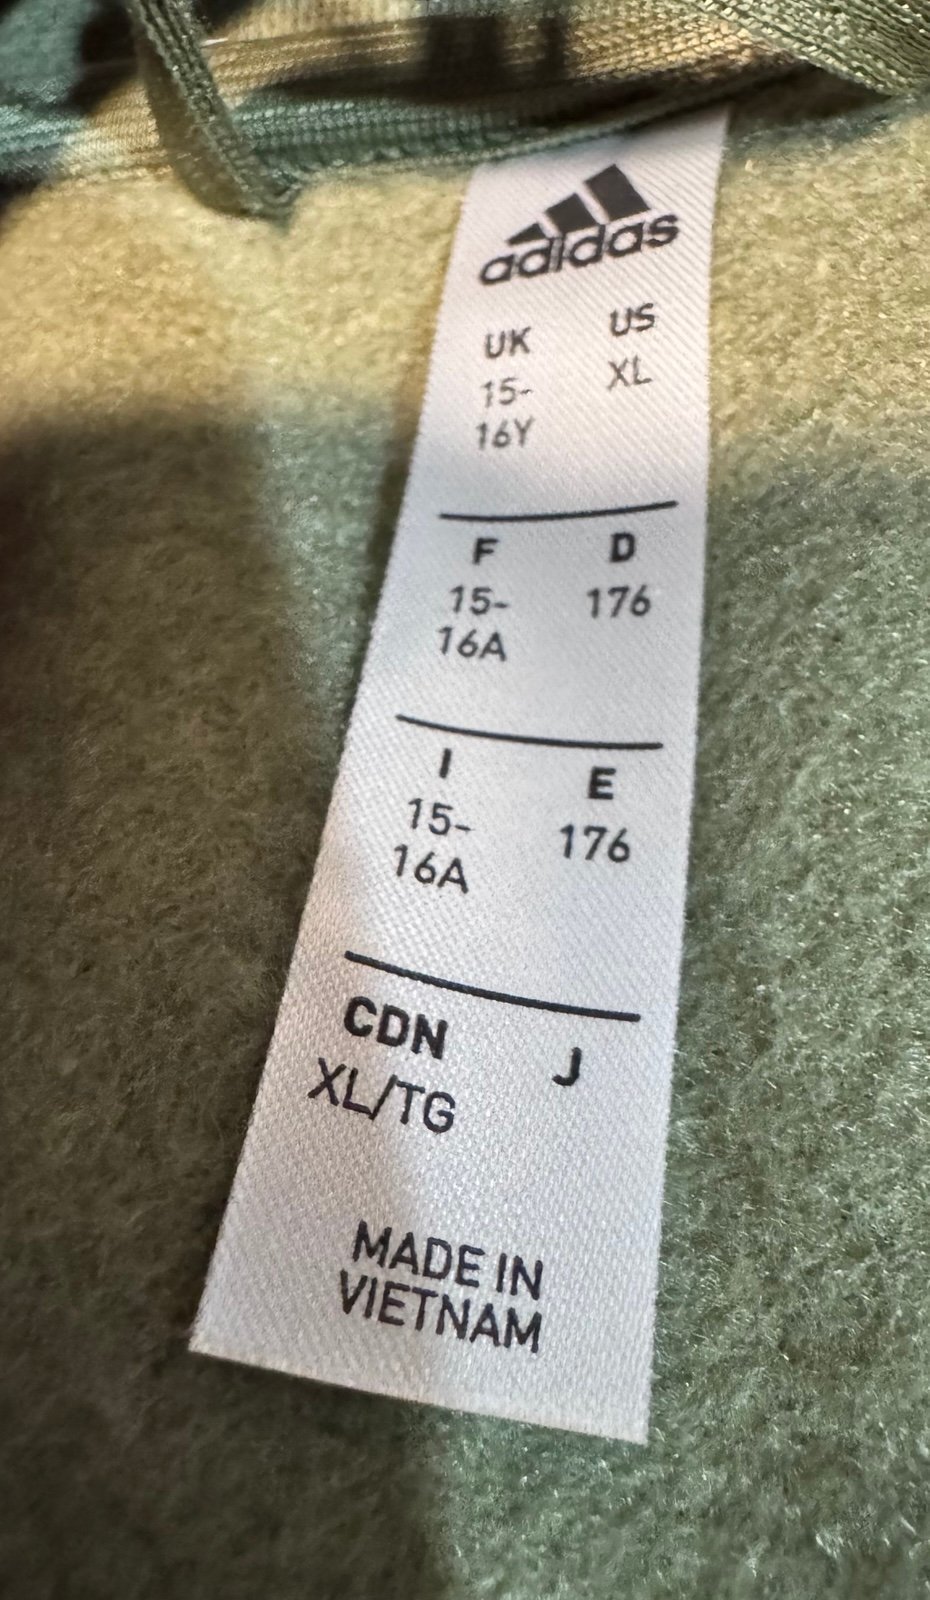 adidas
UK US
15- XL
16Y
F D
15- 176
16A
I E
15- 176
16A
CDN J
XL/TG
MADE IN
VIETNAM